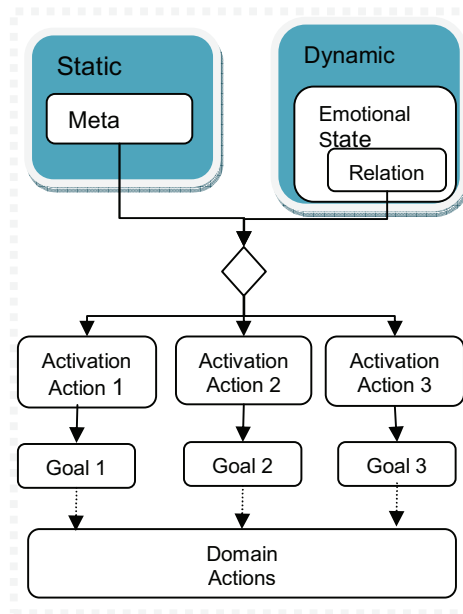 Static
Meta
Dynamic
Emotional
State
Relation
Activation
Action 1
Activation
Action 2
Activation
Action 3
Goal 1
Goal 2
Goal 3
Domain
Actions